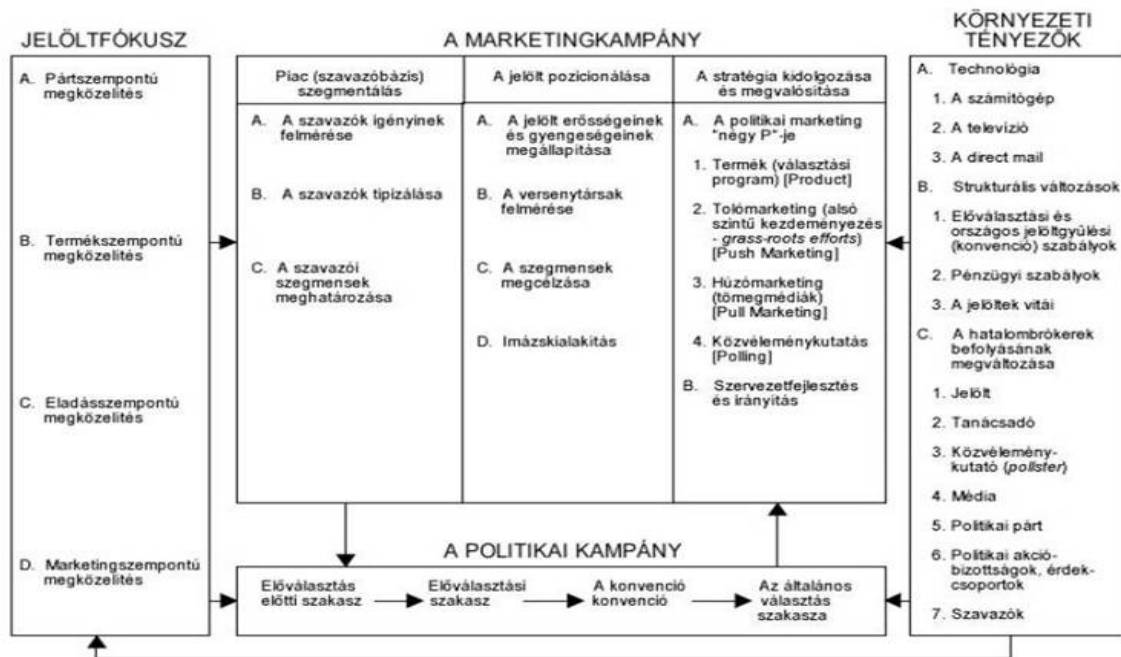 JELÖLTFÓKUSZ
A. Pártszempontú
megközelítés
B. Termékszempontú
megközelítés
C. Eladásszempontú
megközelítés
D. Marketingszempontú
megközelítés
A MARKETINGKAMPÁNY
Piac (szavazóbázis)
szegmentálás
A. A szavazók igényinek
felmérése
B. A szavazók tipizálása
C. A szavazói
szegmensek
meghatározása
A jelölt pozicionálása
A. A jelölt erősségeinek
és gyengeségeinek
megállapítása
B. A versenytársak
felmérése
C. A szegmensek
megcélzása
D. Imázskialakítás
A stratégia kidolgozása
és megvalósítása
A. A politikai marketing
"négy P"-je
1. Termék (választási
program) [Product]
2. Tolómarketing (alsó
szintű kezdeményezés
- grass-roots efforts)
[Push Marketing]
3. Húzómarketing
(tömegmédiák)
[Pull Marketing]
4. Közvéleménykutatás
[Polling]
B. Szervezetfejlesztés
és irányítás
A POLITIKAI KAMPÁNY
Előválasztás
előtti szakasz
Előválasztási
szakasz
A konvenció
konvenció
Az általános
választás
szakasza
KÖRNYEZETI
TÉNYEZŐK
A. Technológia
1. A számítógép
2. A televízió
3. A direct mail
B. Strukturális változások
1. Előválasztási és
országos jelöltgyűlési
(konvenció) szabályok
2. Pénzügyi szabályok
3. A jelöltek vitái
C. A hatalombrókerek
befolyásának
megváltozása
1. Jelölt
2. Tanácsadó
3. Közvélemény-
kutató (pollster)
4. Média
5. Politikai párt
6. Politikai akció-
bizottságok, érdek-
csoportok
7. Szavazók